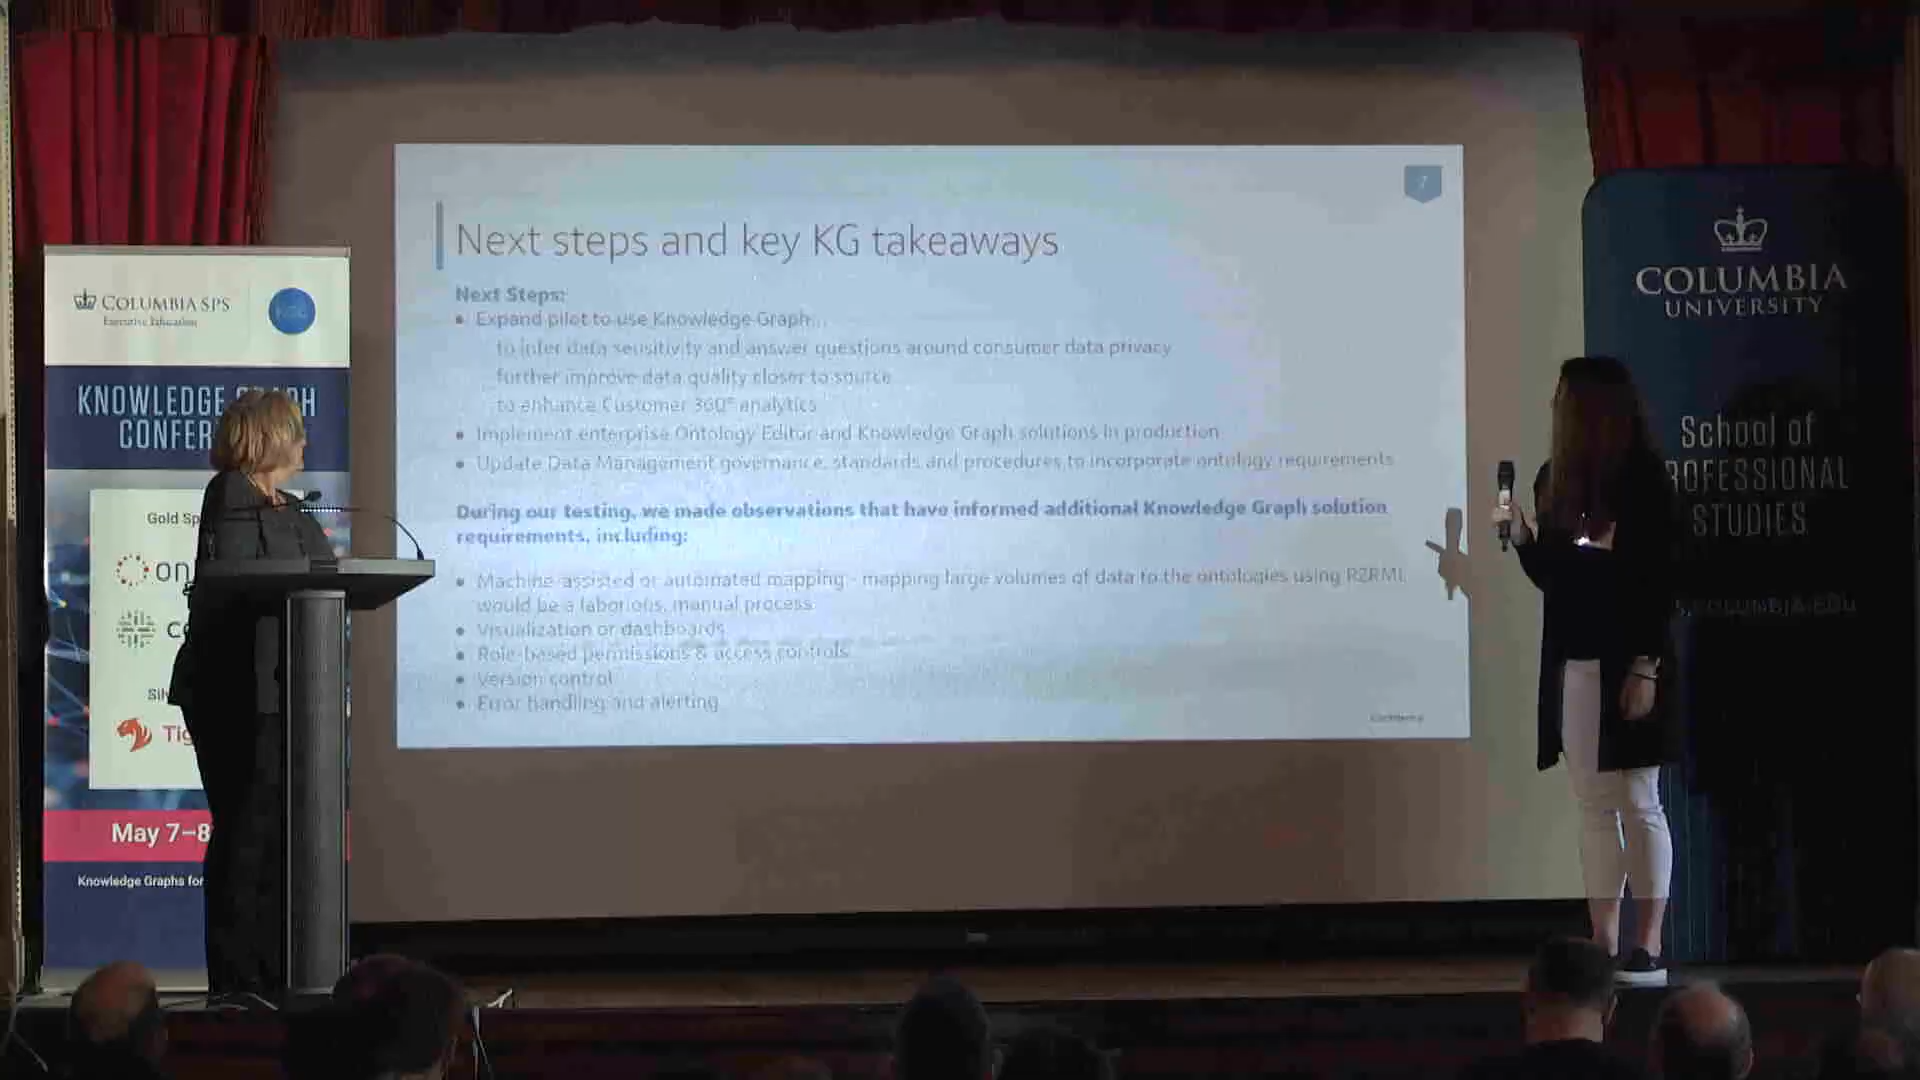 7
Next steps and key KG takeaways
Next Steps:
• Expand pilot to use Knowledge Graph...
to infer data sensitivity and answer questions around consumer data privacy
further improve data quality closer to source
to enhance Customer 360° analytics
• Implement enterprise Ontology Editor and Knowledge Graph solutions in production
• Update Data Management governance, standards and procedures to incorporate ontology requirements
During our testing, we made observations that have informed additional Knowledge Graph solution
requirements, including:
• Machine-assisted or automated mapping - mapping large volumes of data to the ontologies using R2RML
would be a laborious, manual process
• Visualization or dashboards
• Role-based permissions & access controls
• Version control
• Error handling and alerting
Confidential
COLUMBIA SPS
Executive Education
KGC
KNOWLEDGE
Gold
May 7–8
Knowledge Graphs for
COLUMBIA
UNIVERSITY
School of
STUDIES